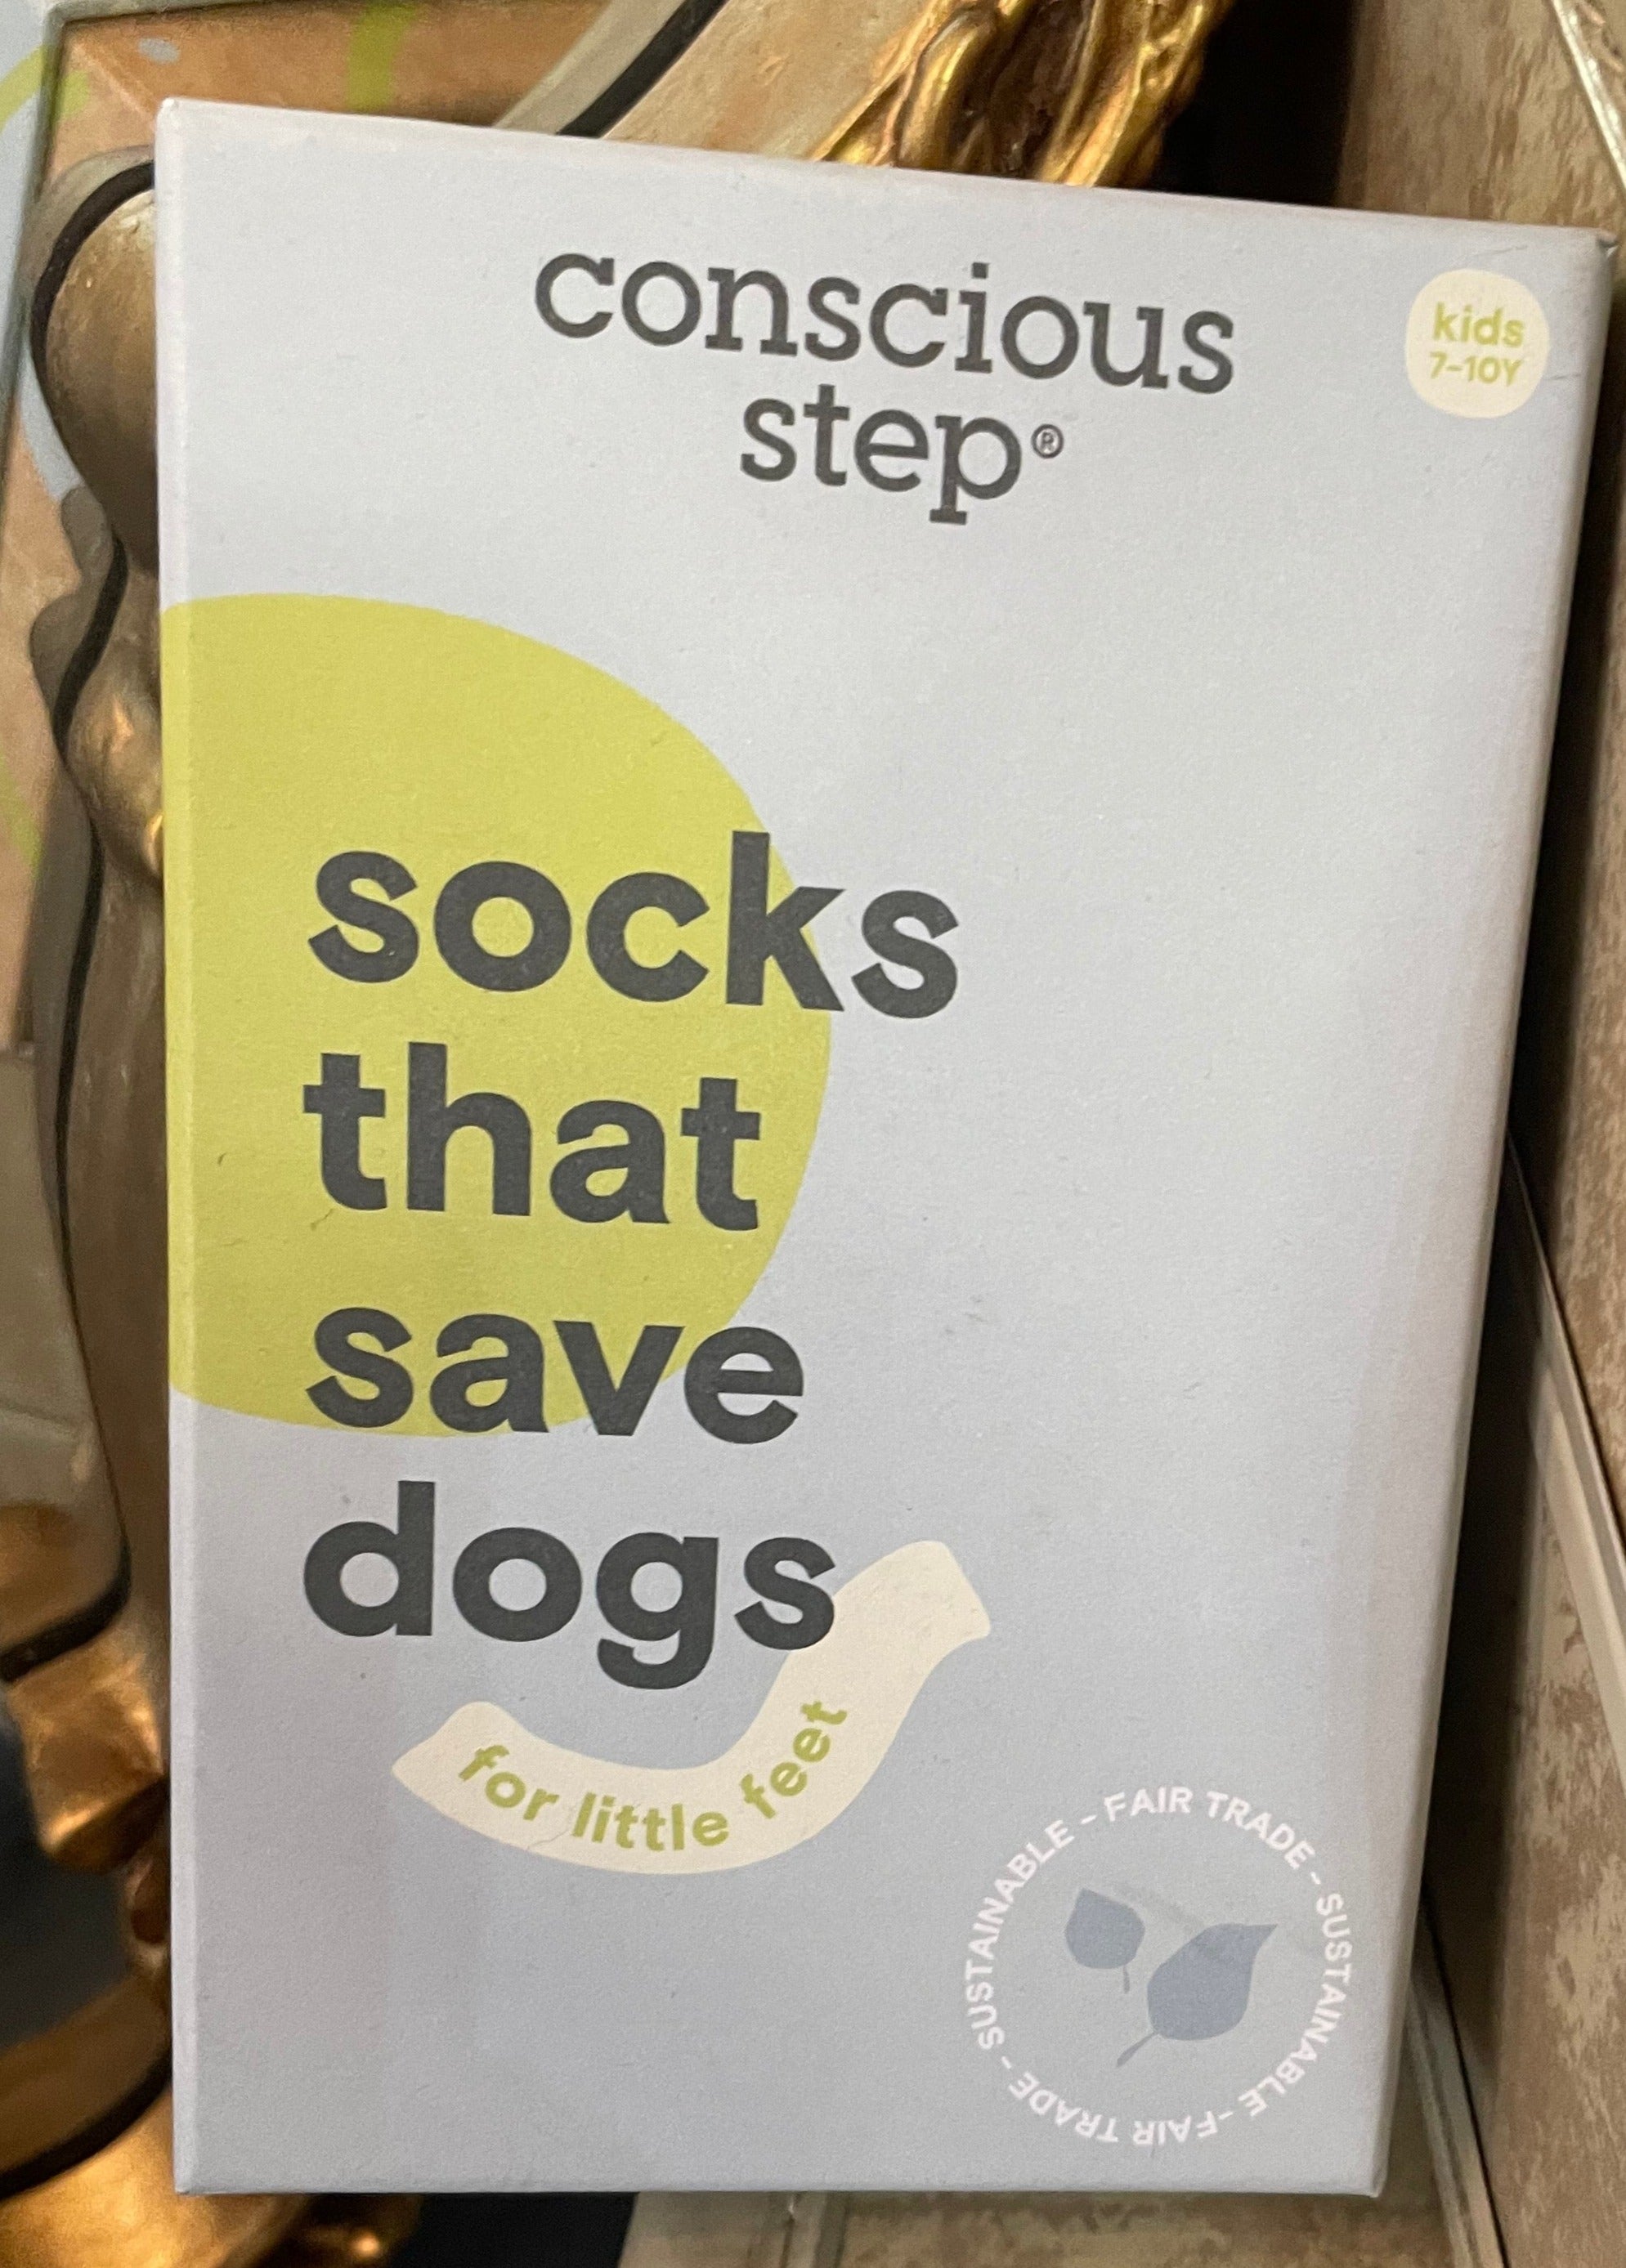 conscious
step®
kids
7-10Y
socks
that
save
dogs
for little feet
FAIR TRADE - SUSTAINABLE - FAIR TRADE - SUSTAINABLE -